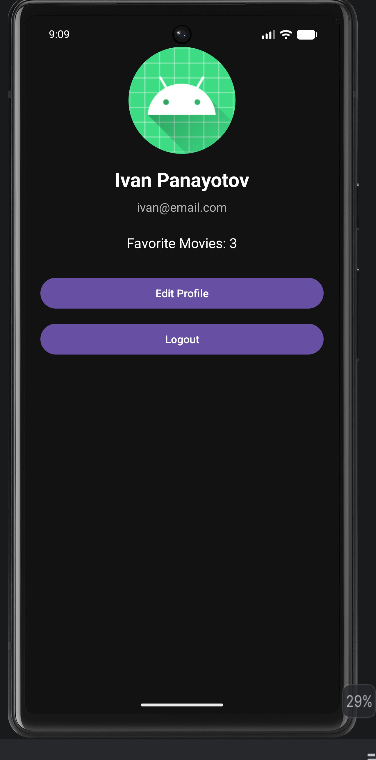 9:09
Ivan Panayotov
ivan@email.com
Favorite Movies: 3
Edit Profile
Logout
29%